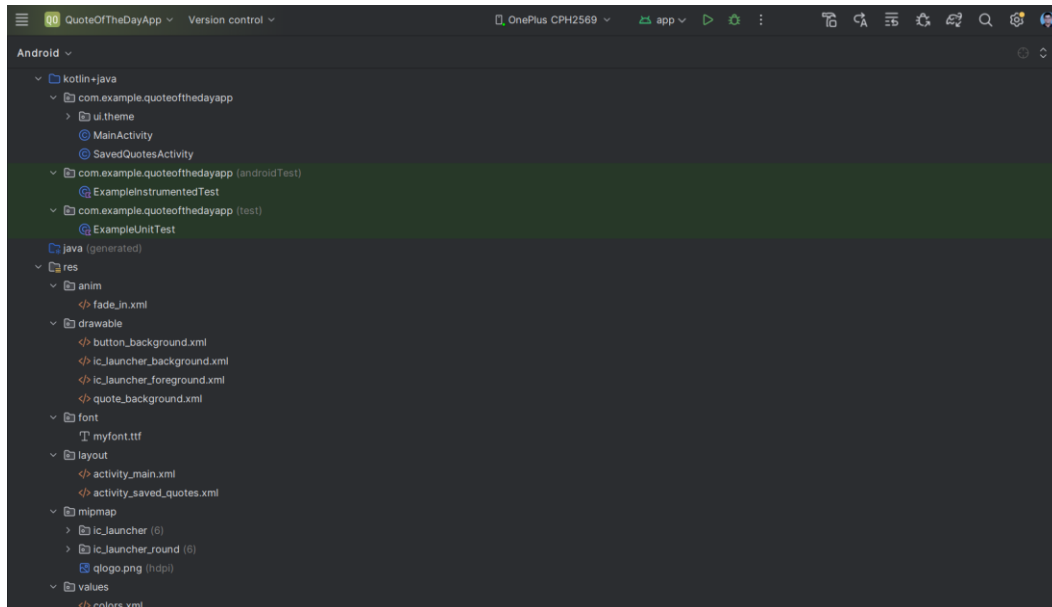 QO QuoteOfTheDayApp Version control OnePlus CPH2569 app
Android
kotlin+java
com.example.quoteofthedayapp
ui.theme
MainActivity
SavedQuotesActivity
com.example.quoteofthedayapp (androidTest)
ExampleInstrumentedTest
com.example.quoteofthedayapp (test)
ExampleUnitTest
java (generated)
res
anim
fade_in.xml
drawable
button_background.xml
ic_launcher_background.xml
ic_launcher_foreground.xml
quote_background.xml
font
myfont.ttf
layout
activity_main.xml
activity_saved_quotes.xml
mipmap
ic_launcher (6)
ic_launcher_round (6)
qlogo.png (hdpi)
values
colors.xml